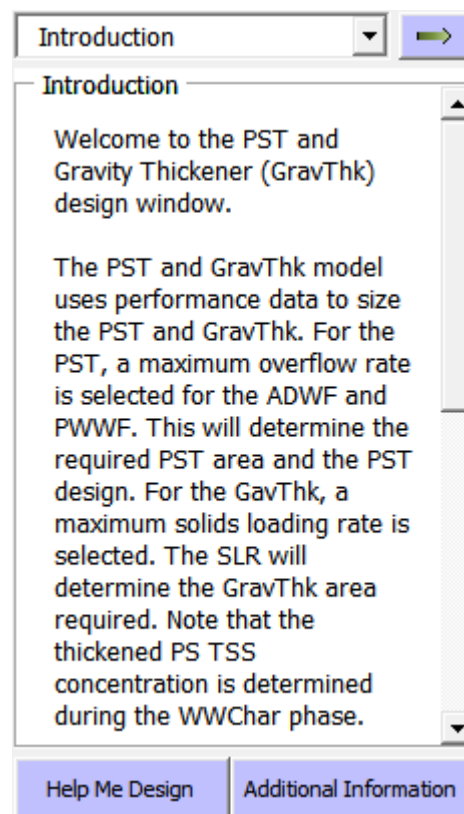 Introduction
Introduction
Welcome to the PST and
Gravity Thickener (GravThk)
design window.
The PST and GravThk model
uses performance data to size
the PST and GravThk. For the
PST, a maximum overflow rate
is selected for the ADWF and
PWWF. This will determine the
required PST area and the PST
design. For the GavThk, a
maximum solids loading rate is
selected. The SLR will
determine the GravThk area
required. Note that the
thickened PS TSS
concentration is determined
during the WWChar phase.
Help Me Design
Additional Information